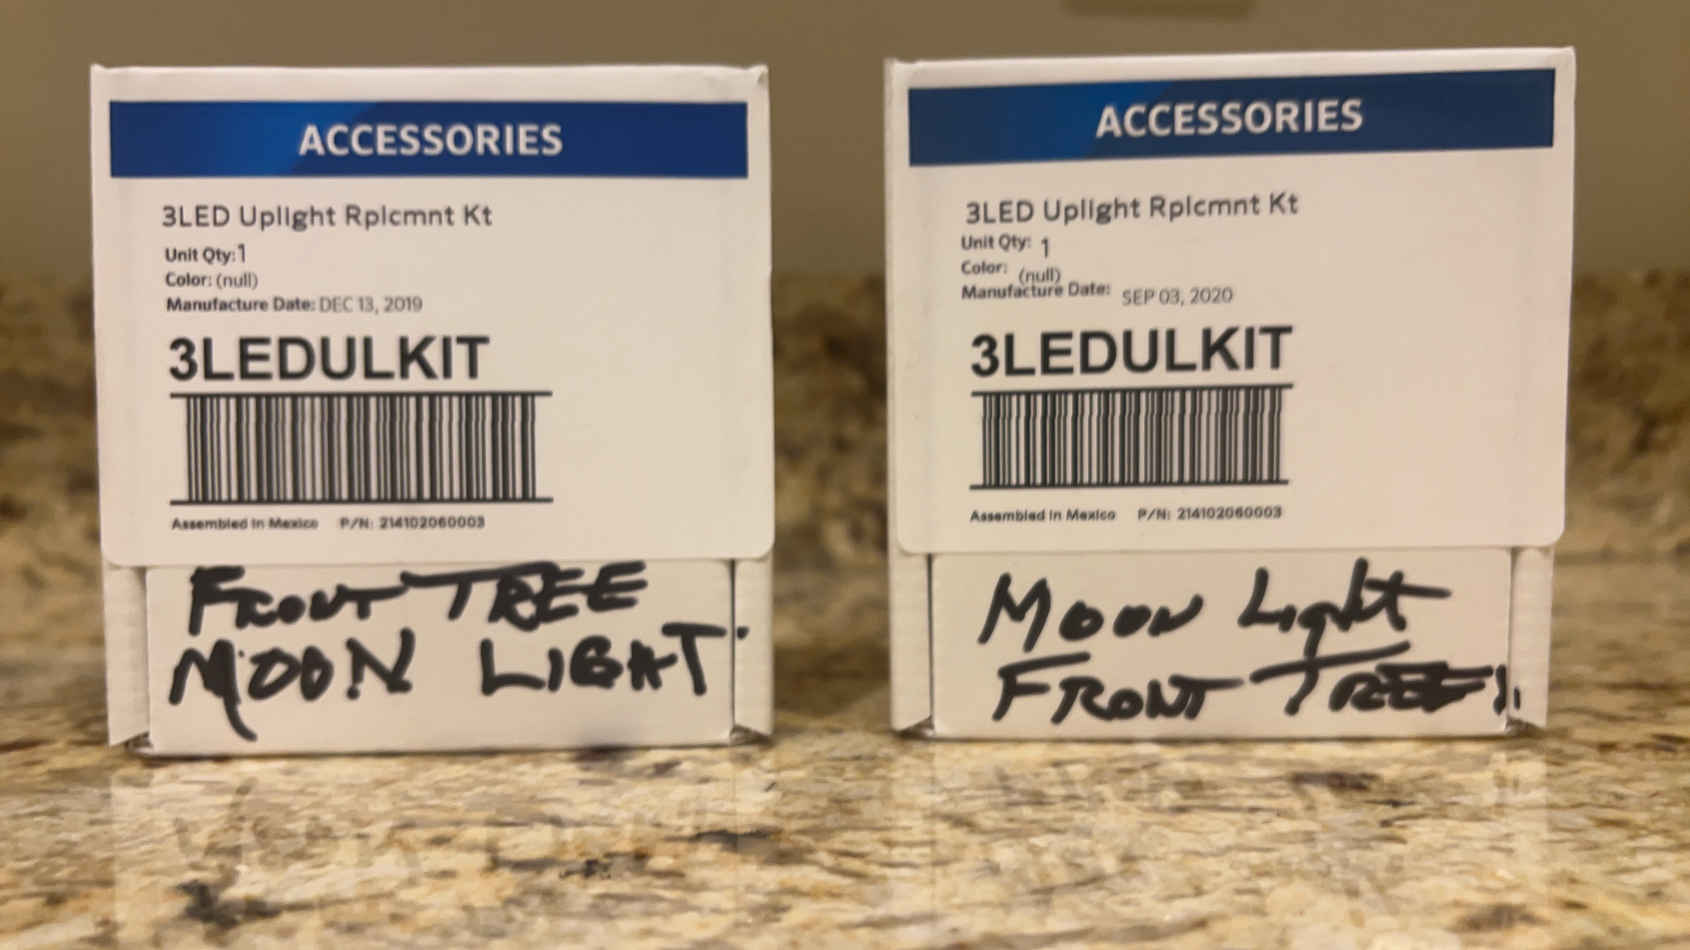 ACCESSORIES
3LED Uplight Rplcmnt Kt
Unit Qty: 1
Color: (null)
Manufacture Date: DEC 13, 2019
3LEDULKIT
Assembled in Mexico P/N: 214102060003
FRONT TREE
MOON LIGHT
ACCESSORIES
3LED Uplight Rplcmnt Kt
Unit Qty: 1
Color: (null)
Manufacture Date: SEP 03, 2020
3LEDULKIT
Assembled in Mexico P/N: 214102060003
Moon Light
FRONT TREE